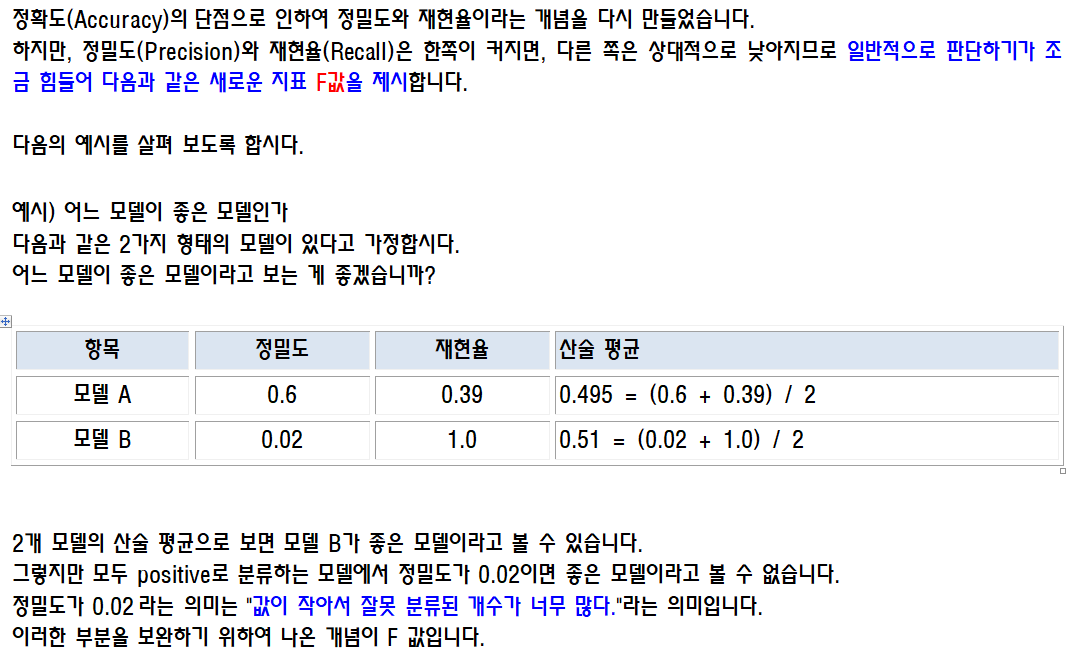 정확도(Accuracy)의 단점으로 인하여 정밀도와 재현율이라는 개념을 다시 만들었습니다.
하지만, 정밀도(Precision)와 재현율(Recall)은 한쪽이 커지면, 다른 쪽은 상대적으로 낮아지므로 일반적으로 판단하기가 조
금 힘들어 다음과 같은 새로운 지표 F값을 제시합니다.
다음의 예시를 살펴 보도록 합시다.
예시) 어느 모델이 좋은 모델인가
다음과 같은 2가지 형태의 모델이 있다고 가정합시다.
어느 모델이 좋은 모델이라고 보는 게 좋겠습니까?
항목 정밀도 재현율 산술 평균
모델 A 0.6 0.39 0.495 = (0.6 + 0.39) / 2
모델 B 0.02 1.0 0.51 = (0.02 + 1.0) / 2
2개 모델의 산술 평균으로 보면 모델 B가 좋은 모델이라고 볼 수 있습니다.
그렇지만 모두 positive로 분류하는 모델에서 정밀도가 0.02이면 좋은 모델이라고 볼 수 없습니다.
정밀도가 0.02 라는 의미는 "값이 작아서 잘못 분류된 개수가 너무 많다."라는 의미입니다.
이러한 부분을 보완하기 위하여 나온 개념이 F 값입니다.